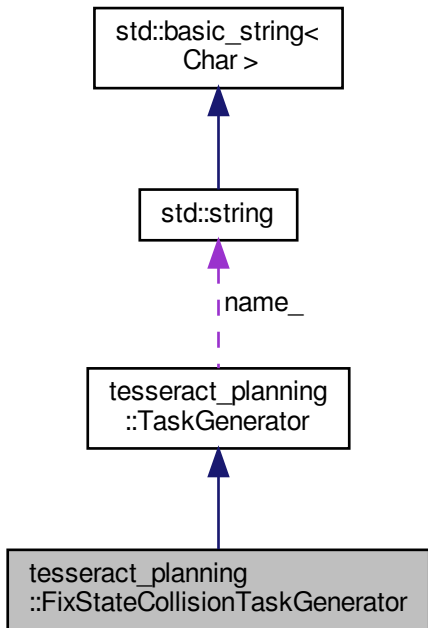 std::basic_string<
Char >
std::string
name_
tesseract_planning
::TaskGenerator
tesseract_planning
::FixStateCollisionTaskGenerator